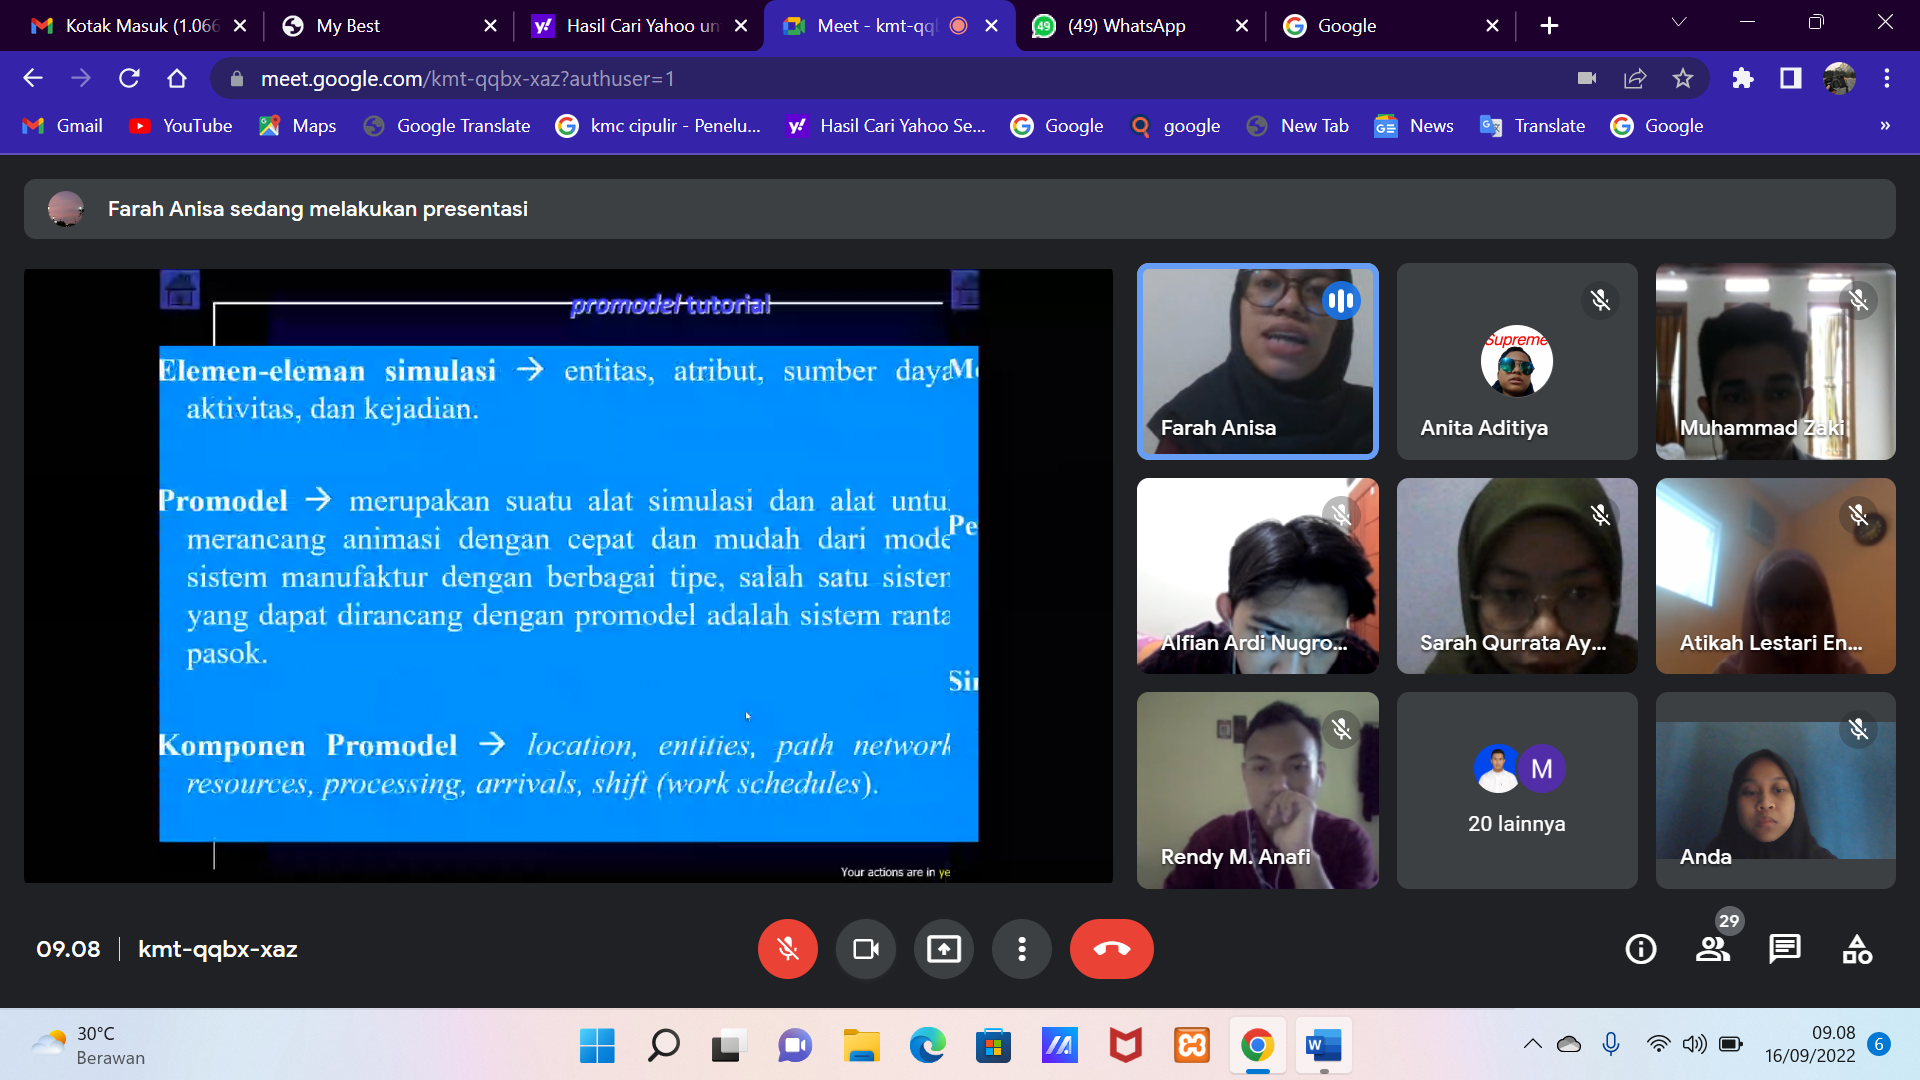 Kotak Masuk (1.066
My Best
Hasil Cari Yahoo un
Meet - kmt-qq
(49) WhatsApp
Google
meet.google.com/kmt-qqbx-xaz?authuser=1
Gmail
YouTube
Maps
Google Translate
kmc cipulir - Penelu...
Hasil Cari Yahoo Se...
Google
google
New Tab
News
Translate
Google
»
Farah Anisa sedang melakukan presentasi
promodel tutorial
Elemen-eleman simulasi → entitas, atribut, sumber daya
aktivitas, dan kejadian.
Promodel → merupakan suatu alat simulasi dan alat untu
merancang animasi dengan cepat dan mudah dari mode
sistem manufaktur dengan berbagai tipe, salah satu sister
yang dapat dirancang dengan promodel adalah sistem ranta
pasok.
Komponen Promodel → location, entities, path network
resources, processing, arrivals, shift (work schedules).
Me
Pe
Sin
Your actions are in ye
Farah Anisa
Supreme
Anita Aditiya
Muhammad Zaki
Alfian Ardi Nugro...
Sarah Qurrata Ay...
Atikah Lestari En...
Rendy M. Anafi
M
20 lainnya
Anda
09.08
kmt-qqbx-xaz
29
30°C
Berawan
W
09.08
16/09/2022
6